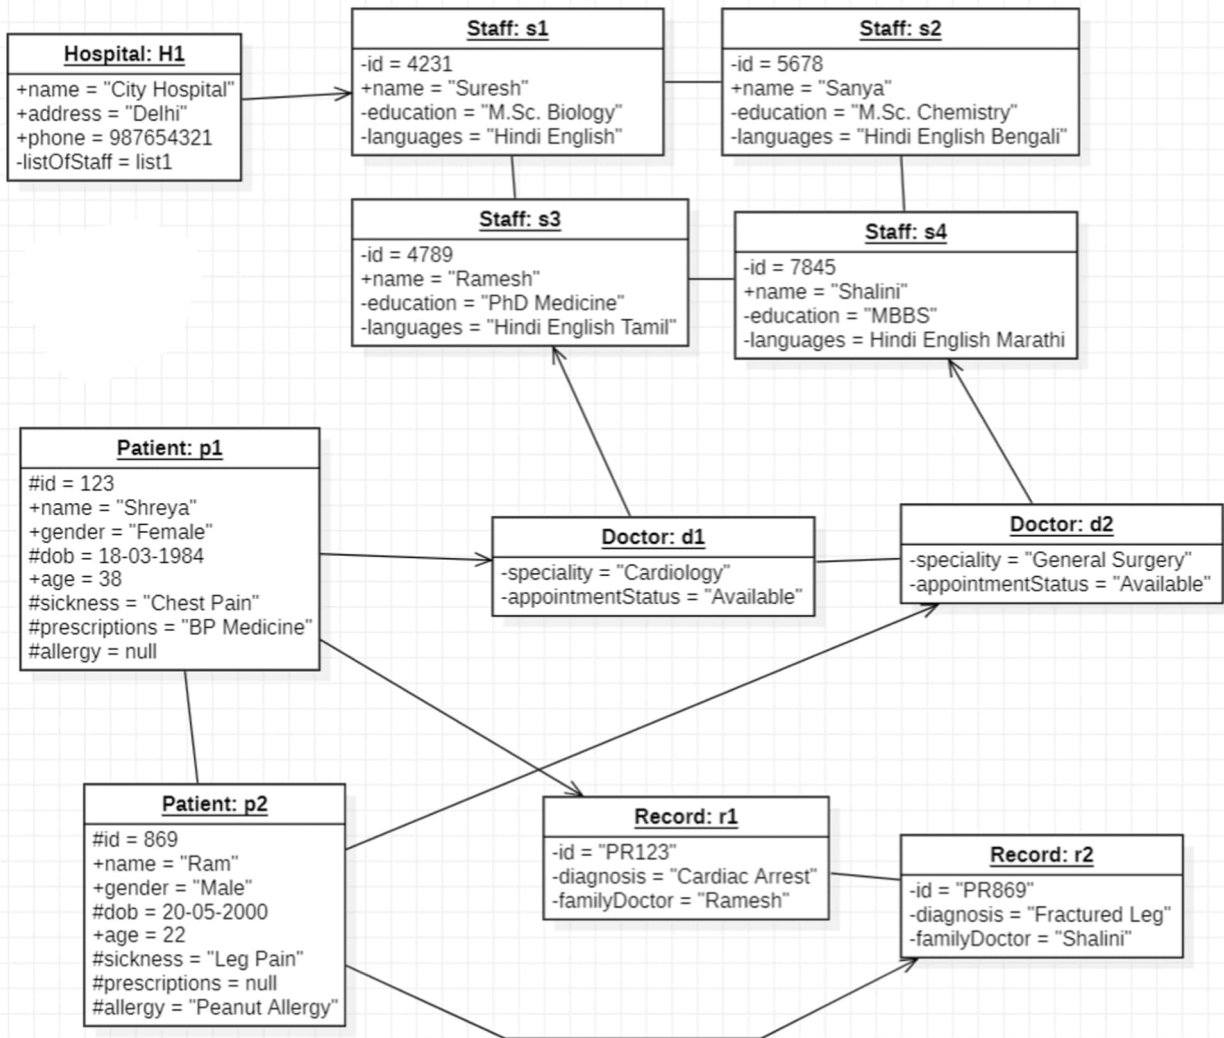 Hospital: H1
+name = "City Hospital"
+address = "Delhi"
+phone = 987654321
-listOfStaff = list1
Staff: s1
-id = 4231
+name = "Suresh"
-education = "M.Sc. Biology"
-languages = "Hindi English"
Staff: s2
-id = 5678
+name = "Sanya"
-education = "M.Sc. Chemistry"
-languages = "Hindi English Bengali"
Staff: s3
-id = 4789
+name = "Ramesh"
-education = "PhD Medicine"
-languages = "Hindi English Tamil"
Staff: s4
-id = 7845
+name = "Shalini"
-education = "MBBS"
-languages = Hindi English Marathi
Patient: p1
#id = 123
+name = "Shreya"
+gender = "Female"
#dob = 18-03-1984
+age = 38
#sickness = "Chest Pain"
#prescriptions = "BP Medicine"
#allergy = null
Doctor: d1
-speciality = "Cardiology"
-appointmentStatus = "Available"
Doctor: d2
-speciality = "General Surgery"
-appointmentStatus = "Available"
Patient: p2
#id = 869
+name = "Ram"
+gender = "Male"
#dob = 20-05-2000
+age = 22
#sickness = "Leg Pain"
#prescriptions = null
#allergy = "Peanut Allergy"
Record: r1
-id = "PR123"
-diagnosis = "Cardiac Arrest"
-familyDoctor = "Ramesh"
Record: r2
-id = "PR869"
-diagnosis = "Fractured Leg"
-familyDoctor = "Shalini"